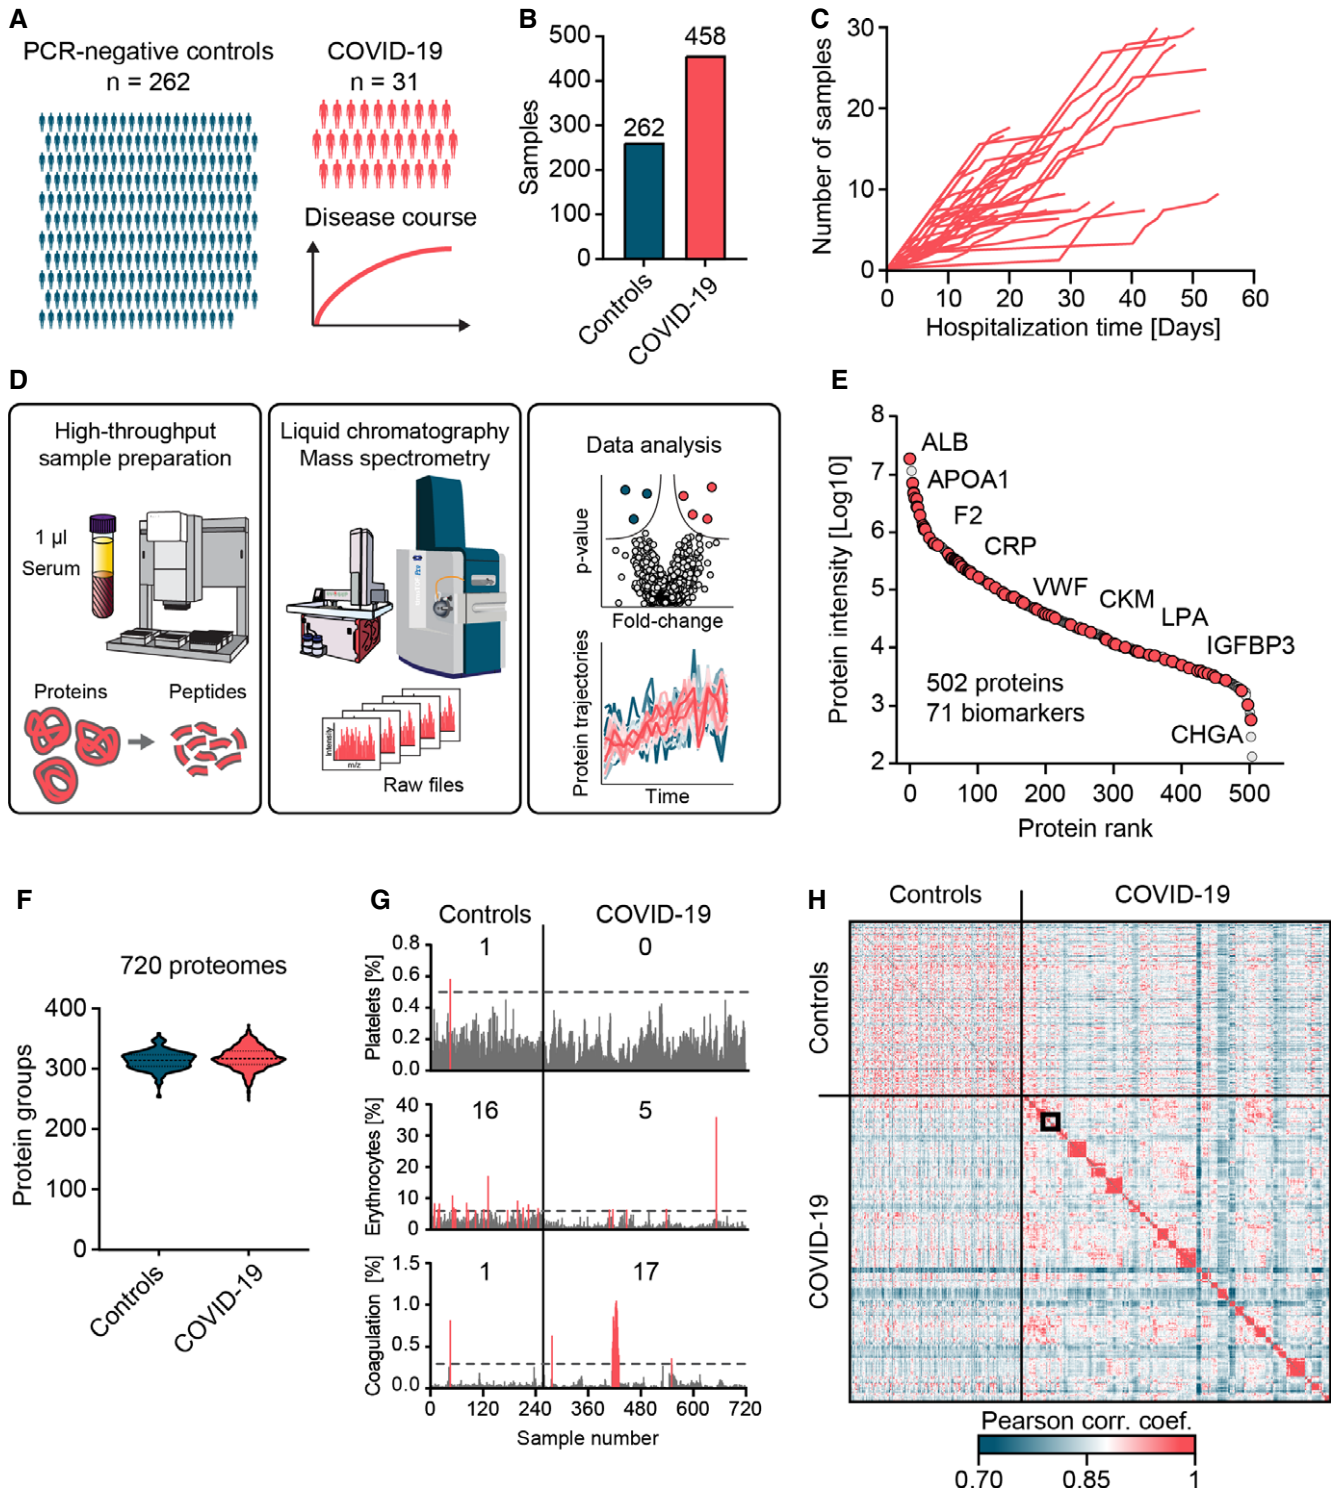 A
PCR-negative controls
n = 262
COVID-19
n = 31
Disease course
B
500
400
300
200
100
0
Samples
262
458
Controls
COVID-19
C
30
20
10
0
Number of samples
0 10 20 30 40 50 60
Hospitalization time [Days]
D
High-throughput
sample preparation
1 µl
Serum
Proteins
Peptides
Liquid chromatography
Mass spectrometry
Intensity
m/z
Raw files
Data analysis
p-value
Fold-change
Protein trajectories
Time
E
8
7
6
5
4
3
2
Protein intensity [Log10]
ALB
APOA1
F2
CRP
VWF
CKM
LPA
IGFBP3
502 proteins
71 biomarkers
CHGA
0 100 200 300 400 500
Protein rank
F
720 proteomes
400
300
200
100
0
Protein groups
Controls
COVID-19
G
Controls
COVID-19
0.8
0.6
0.4
0.2
0.0
Platelets [%]
1
0
40
30
20
10
0
Erythrocytes [%]
16
5
1.5
1.0
0.5
0.0
Coagulation [%]
1
17
0 120 240 360 480 600 720
Sample number
H
Controls
COVID-19
Controls
COVID-19
Pearson corr. coef.
0.70 0.85 1